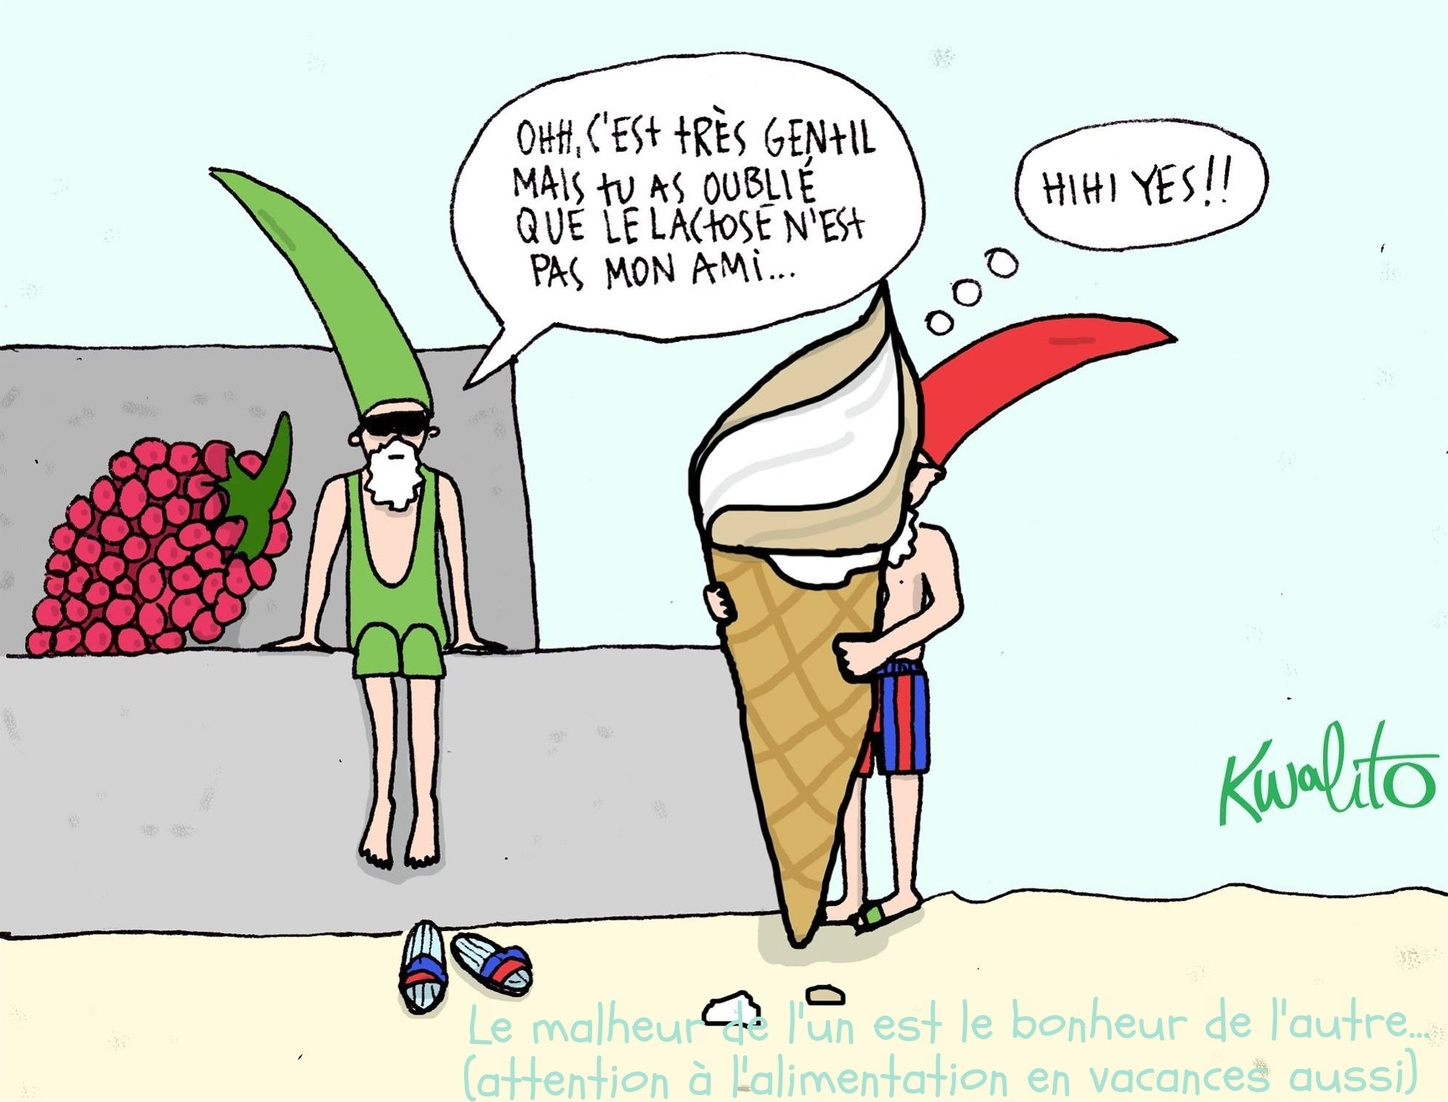 OHH, C'EST TRÈS GENTIL
MAIS TU AS OUBLIÉ
QUE LE LACTOSE N'EST
PAS MON AMI...
HIHI YES!!
Kwalito
Le malheur de l'un est le bonheur de l'autre...
(attention à l'alimentation en vacances aussi)